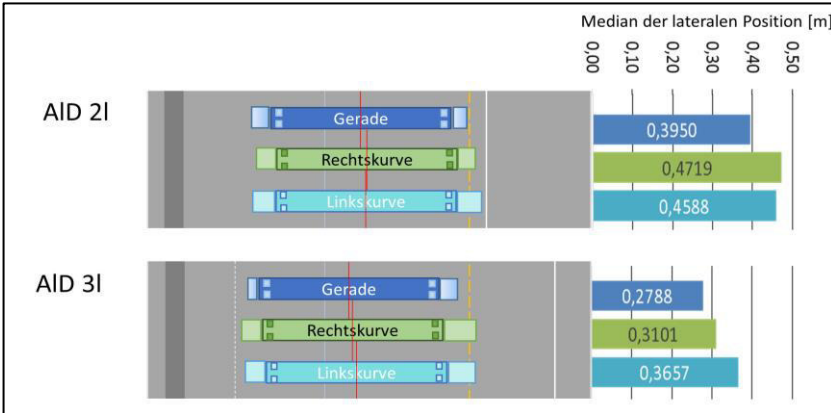 Median der lateralen Position [m]
0,00 0,10 0,20 0,30 0,40 0,50
AlD 2l
Gerade
0,3950
Rechtskurve
0,4719
Linkskurve
0,4588
AlD 3l
Gerade
0,2788
Rechtskurve
0,3101
Linkskurve
0,3657